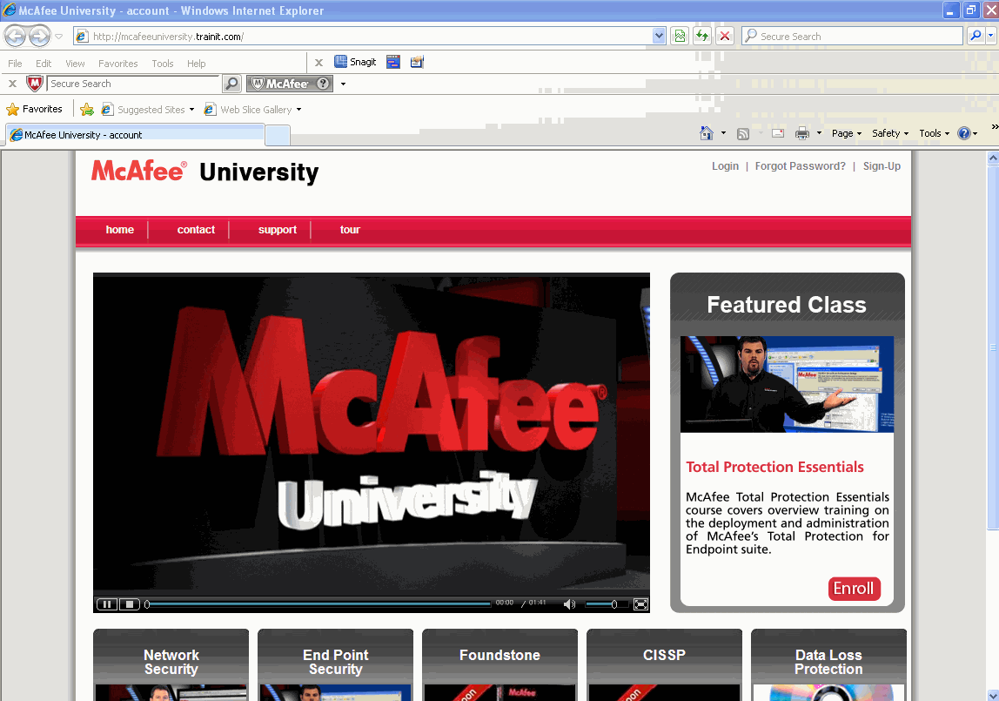 McAfee University - account - Windows Internet Explorer
http://mcafeeuniversity.trainit.com/
Secure Search
File Edit View Favorites Tools Help
x Snagit
x Secure Search McAfee ?
Favorites Suggested Sites Web Slice Gallery
McAfee University - account
Page Safety Tools ? »
McAfee® University
Login | Forgot Password? | Sign-Up
home contact support tour
McAfee®
University
00:00 / 01:41
Featured Class
McAfee
Total Protection Essentials
McAfee Total Protection Essentials
course covers overview training on
the deployment and administration
of McAfee's Total Protection for
Endpoint suite.
Enroll
Network
Security
End Point
Security
Foundstone
CISSP
Data Loss
Protection
oon
McAfee
oon